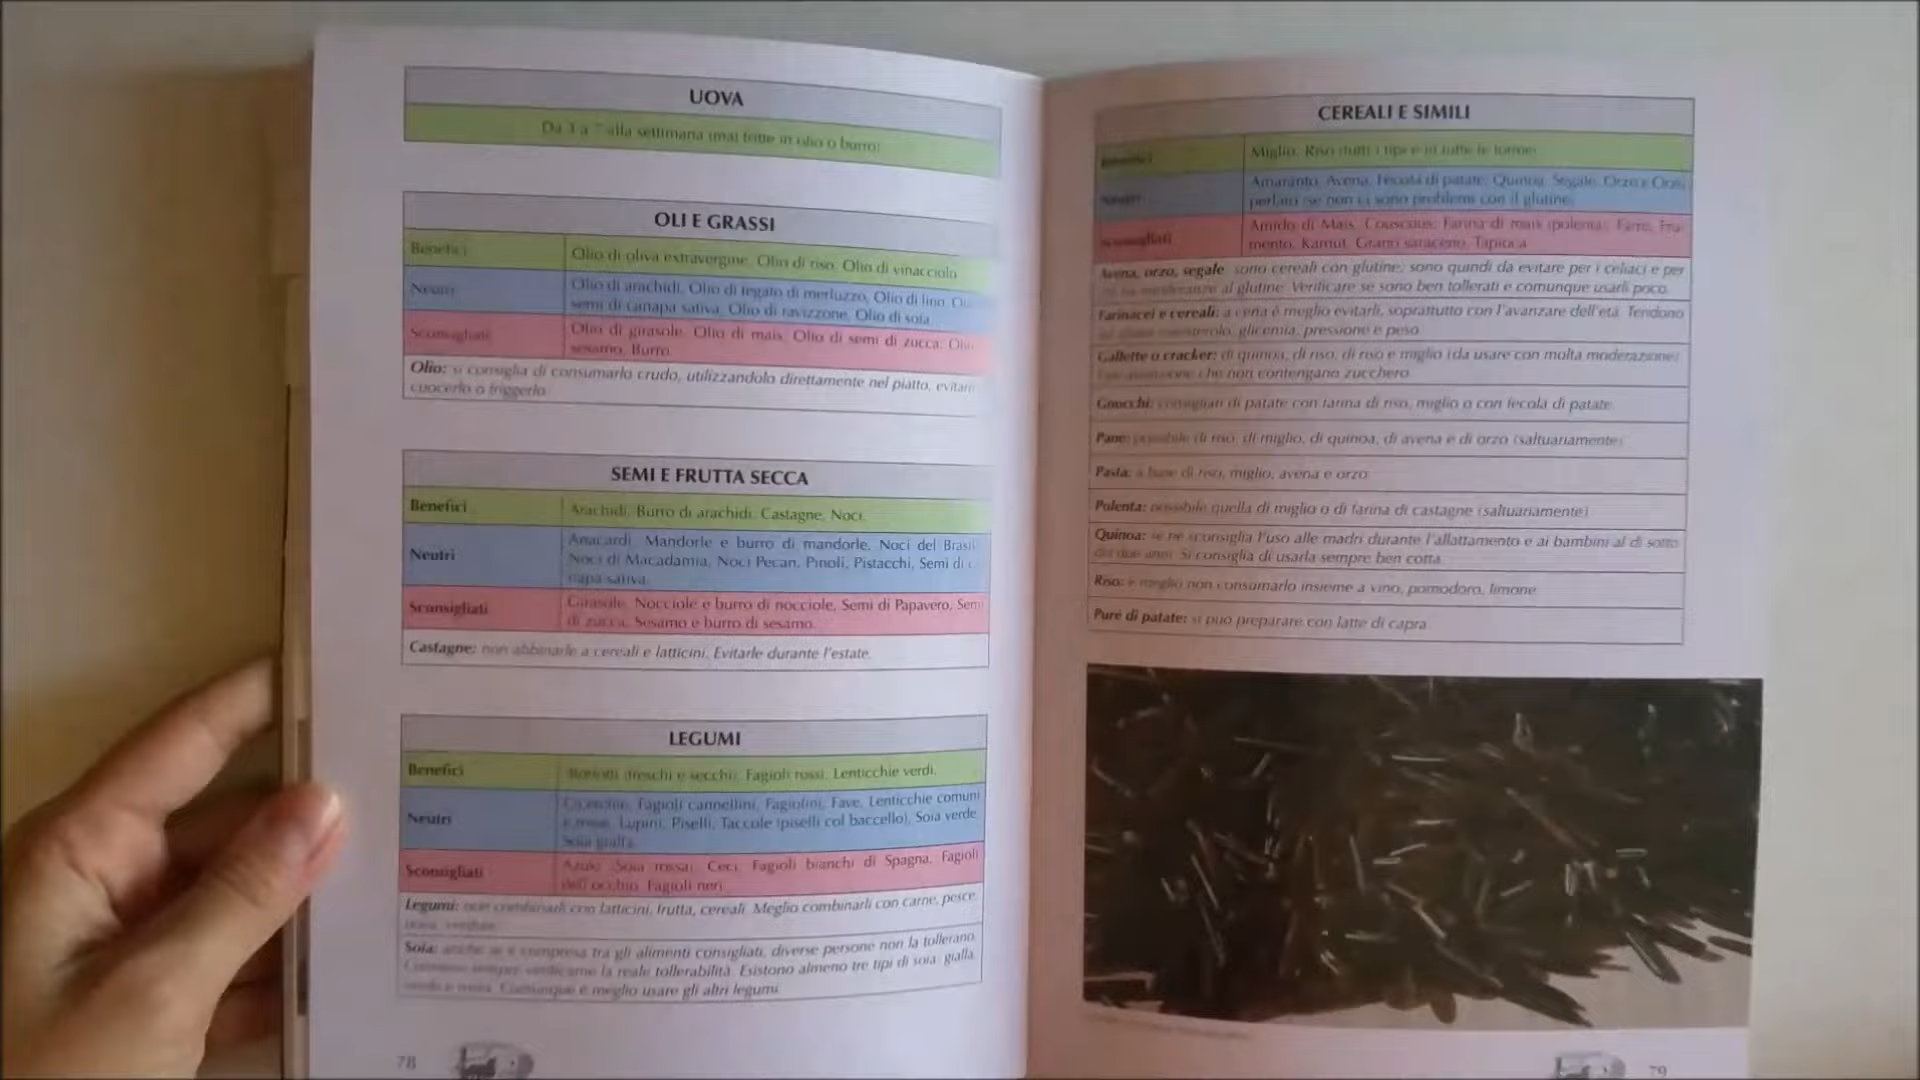 UOVA
Da 3 a 7 alla settimana (mai fritte in olio o burro)
OLI E GRASSI
Benefici
Olio di oliva extravergine, Olio di riso, Olio di vinacciolo
Neutri
Olio di arachidi, Olio di fegato di merluzzo, Olio di lino,
semi di canapa sativa, Olio di ravizzone, Olio di soia
Sconsigliati
Olio di girasole, Olio di mais, Olio di semi di zucca,
sesamo, Burro
Olio: si consiglia di consumarlo crudo, utilizzandolo direttamente nel piatto,
cuocerlo o friggerlo.
SEMI E FRUTTA SECCA
Benefici
Arachidi, Burro di arachidi, Castagne, Noci.
Neutri
Anacardi, Mandorle e burro di mandorle, Noci del
Noci di Macadamia, Noci Pecan, Pinoli, Pistacchi, Semi di
napa sativa.
Sconsigliati
Girasole, Nocciole e burro di nocciole, Semi di Papavero,
di zucca, Sesamo e burro di sesamo.
Castagne: non abbinarle a cereali e latticini. Evitarle durante l'estate.
LEGUMI
Benefici
Borlotti (freschi e secchi), Fagioli rossi, Lenticchie verdi.
Neutri
Cicerchie, Fagioli cannellini, Fagiolini, Fave, Lenticchie comuni
e rosse, Lupini, Piselli, Taccole (piselli col baccello), Soia verde,
Soia gialla.
Sconsigliati
Azuki (Soia rossa), Ceci, Fagioli bianchi di Spagna, Fagioli
dell'occhio, Fagioli neri.
Legumi: non combinarli con latticini, frutta, cereali. Meglio combinarli con carne, pesce,
uova, verdure.
Soia: anche se è compresa tra gli alimenti consigliati, diverse persone non la tollerano.
verificarne la reale tollerabilità. Esistono almeno tre tipi di soia: gialla,
verde e rossa. Comunque è meglio usare gli altri legumi.
78
CEREALI E SIMILI
Benefici
Miglio, Riso (tutti i tipi e in tutte le forme)
Neutri
Amaranto, Avena, Fecola di patate, Quinoa, Segale, Orzo e Orzo
perlato (se non ci sono problemi con il glutine)
Sconsigliati
Amido di Mais, Couscous, Farina di mais (polenta), Farro, Fru-
mento, Kamut, Grano saraceno, Tapioca
Avena, orzo, segale: sono cereali con glutine, sono quindi da evitare per i celiaci e per
intolleranze al glutine. Verificare se sono ben tollerati e comunque usarli poco.
Farinacei e cereali: a cena è meglio evitarli, soprattutto con l'avanzare dell'età. Tendono
ad alzare colesterolo, glicemia, pressione e peso.
Gallette o cracker: di quinoa, di riso, di riso e miglio (da usare con molta moderazione)
che non contengano zucchero.
Gnocchi: consigliati di patate con farina di riso, miglio o con fecola di patate.
Pane: possibile di riso, di miglio, di quinoa, di avena e di orzo (saltuariamente)
Pasta: a base di riso, miglio, avena e orzo
Polenta: possibile quella di miglio o di farina di castagne (saltuariamente)
Quinoa: se ne sconsiglia l'uso alle madri durante l'allattamento e ai bambini al di sotto
dei due anni. Si consiglia di usarla sempre ben cotta.
Riso: è meglio non consumarlo insieme a vino, pomodoro, limone.
Purè di patate: si può preparare con latte di capra.
79